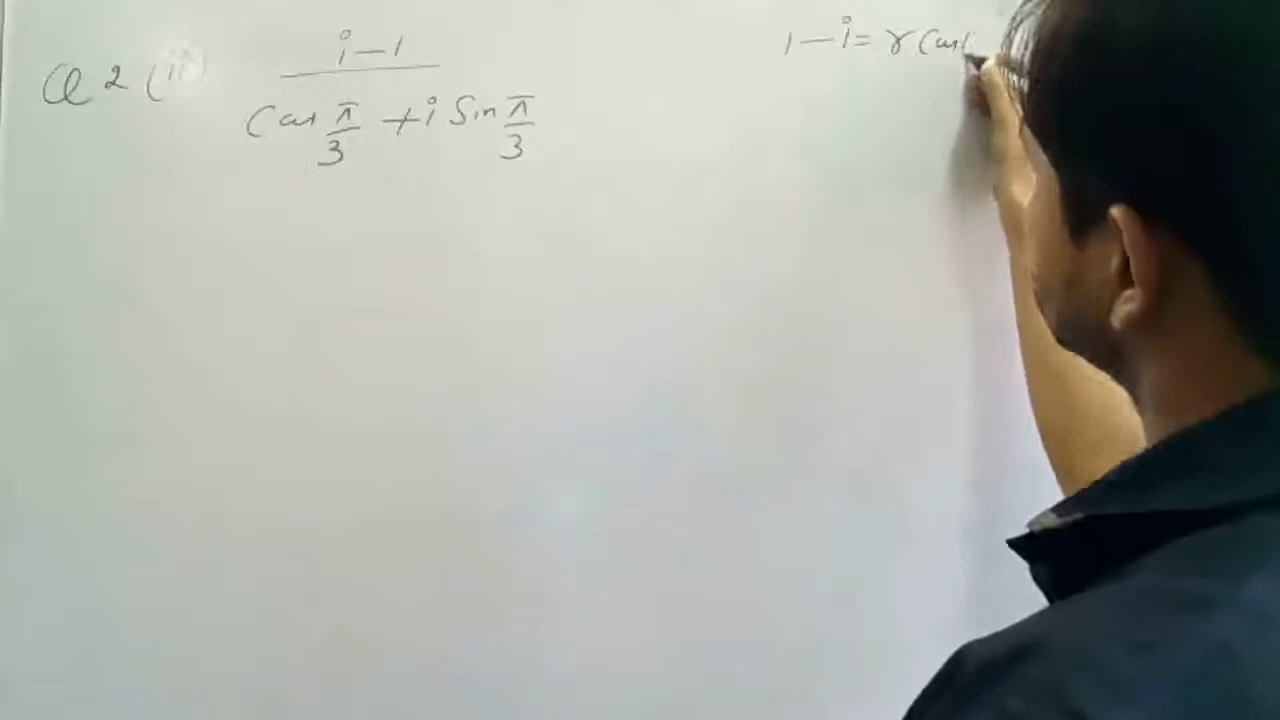 Q 2 (ii) i-1
Cos π/3 + i Sin π/3
1-i = r Cos